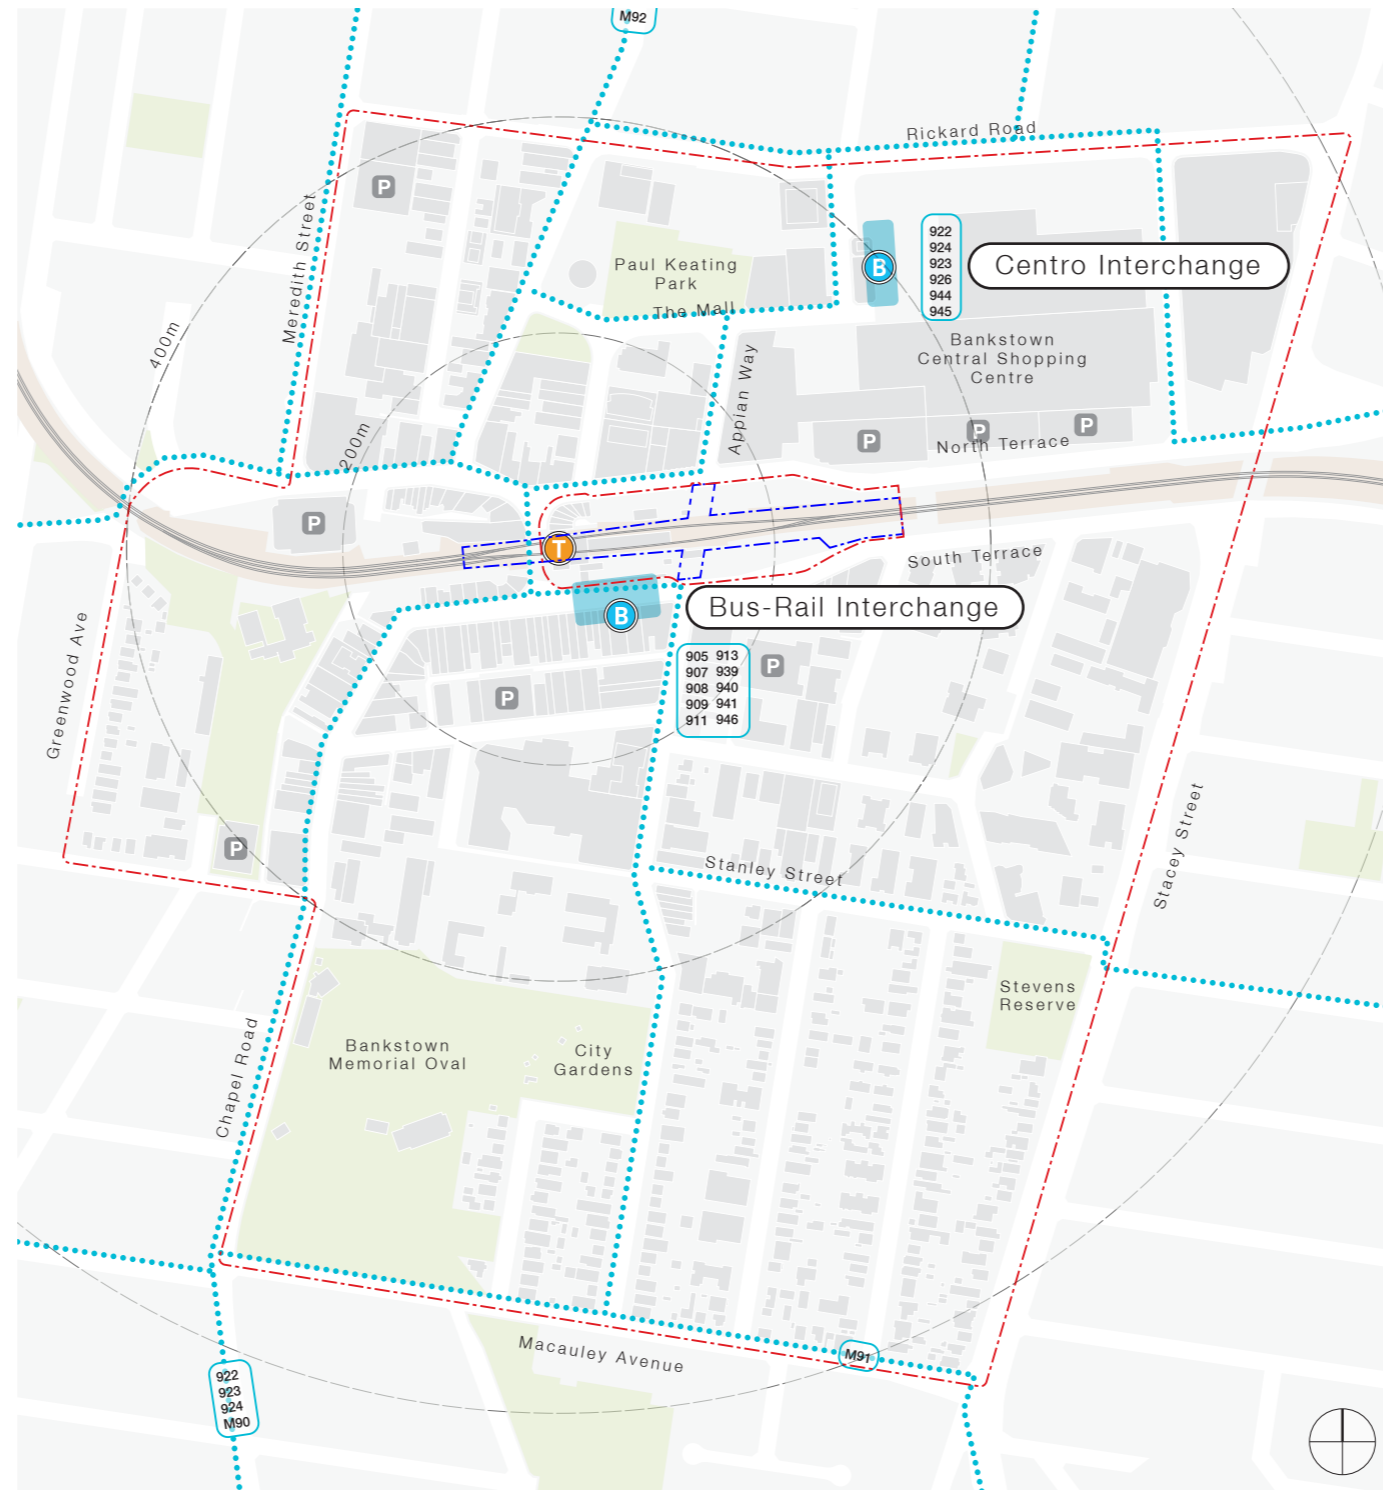 M92
Rickard Road
P
Meredith Street
922
924
923
926
944
945
B
Centro Interchange
Paul Keating
Park
The Mall
400m
Bankstown
Central Shopping
Centre
Appian Way
200m
P
P
P
North Terrace
P
T
South Terrace
B
Bus-Rail Interchange
Greenwood Ave
905 913
907 939
908 940
909 941
911 946
P
P
P
Stanley Street
Stacey Street
Stevens
Reserve
Chapel Road
Bankstown
Memorial Oval
City
Gardens
Macauley Avenue
M91
922
923
924
M90